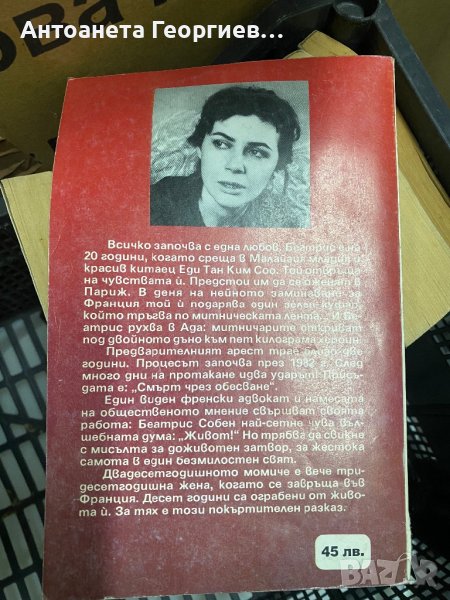 Антоанета Георгиев...
Всичко започва с една любов. Беатрис е на
20 години, когато среща в Малайзия младия и
красив китаец Еди Тан Ким Соо. Той отвръща
на чувствата ѝ. Предстои им да се оженят в
Париж. В деня на нейното заминаване за
Франция той ѝ подарява един зелен куфар,
който тръгва по митническата лента. И Бе-
атрис рухва в Ада: митничарите откриват
под двойното дъно към пет килограма хероин.
Предварителният арест трае близо две
години. Процесът започва през 1982 г. След
много дни на протакане идва ударът. Присъ-
дата е: „Смърт чрез обесване“.
Един виден френски адвокат и намесата
на общественото мнение свършват своята
работа: Беатрис Собен най-сетне чува въл-
шебната дума: „Живот!“ Но трябва да свикне
с мисълта за доживотен затвор, за жестока
самота в един безмилостен свят.
Двадесетгодишното момиче е вече три-
десетгодишна жена, когато се завръща във
Франция. Десет години са ограбени от живо-
та ѝ. За тях е този покъртителен разказ.
45 лв.
BAZAR